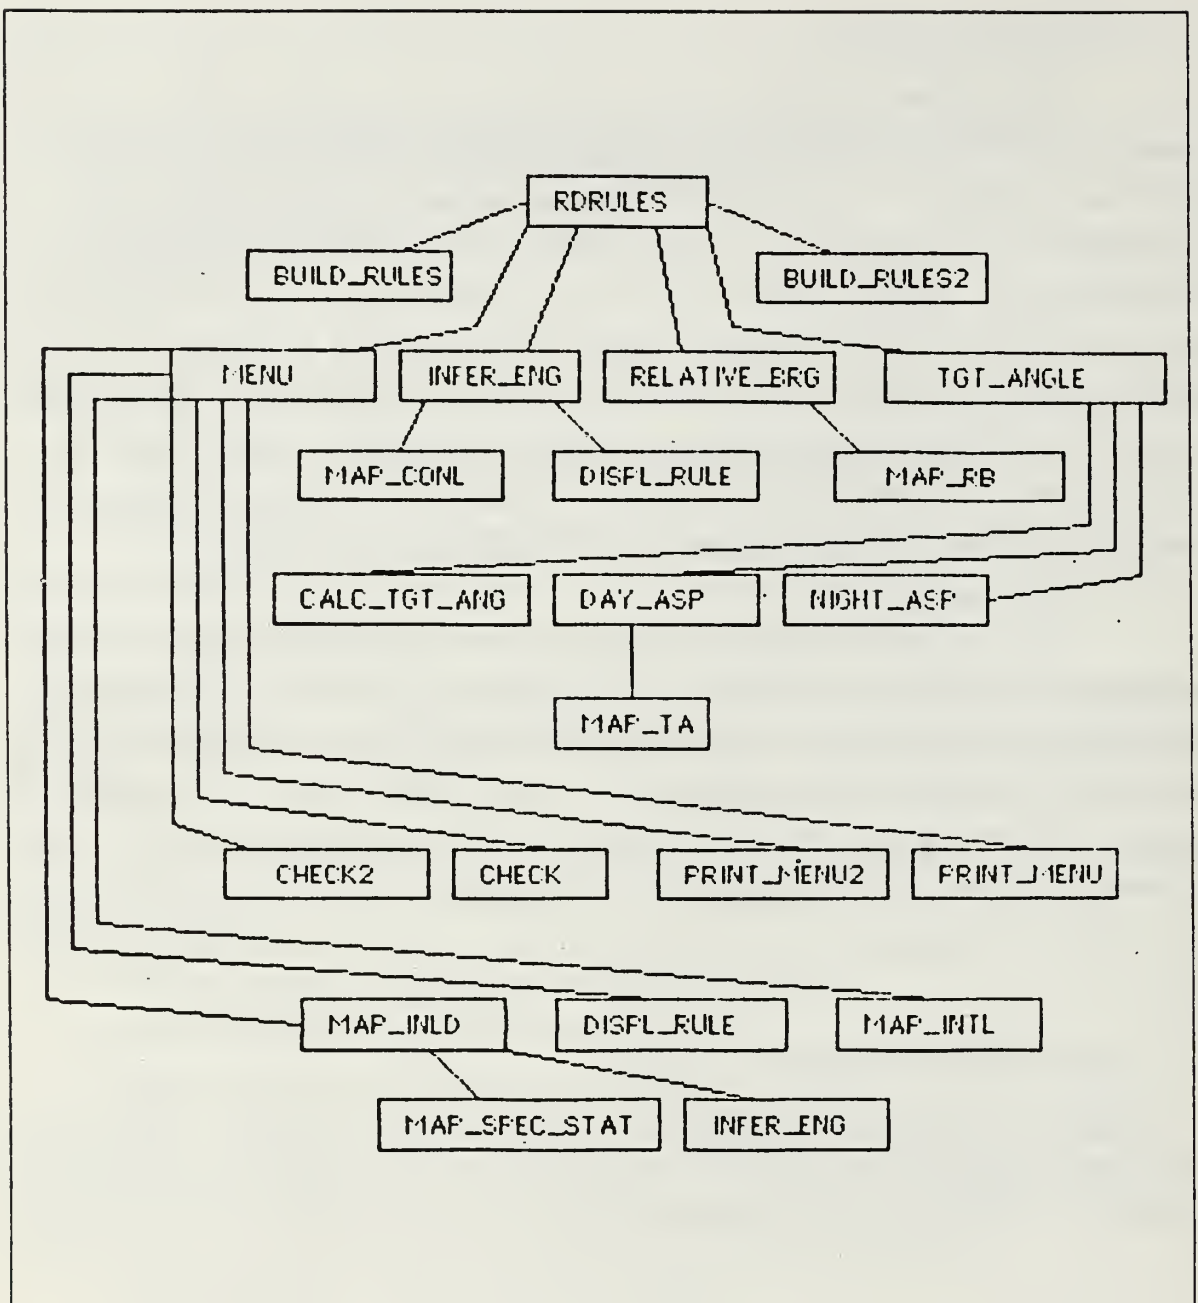 RDRULES
BUILD_RULES
BUILD_RULES2
MENU
INFER_ENG
RELATIVE_BRG
TGT_ANGLE
MAP_CONL
DISPL_RULE
MAP_RB
CALC_TGT_ANG
DAY_ASP
NIGHT_ASP
MAP_TA
CHECK2
CHECK
PRINT_MENU2
PRINT_MENU
MAP_INLD
DISPL_RULE
MAP_INTL
MAP_SPEC_STAT
INFER_ENG